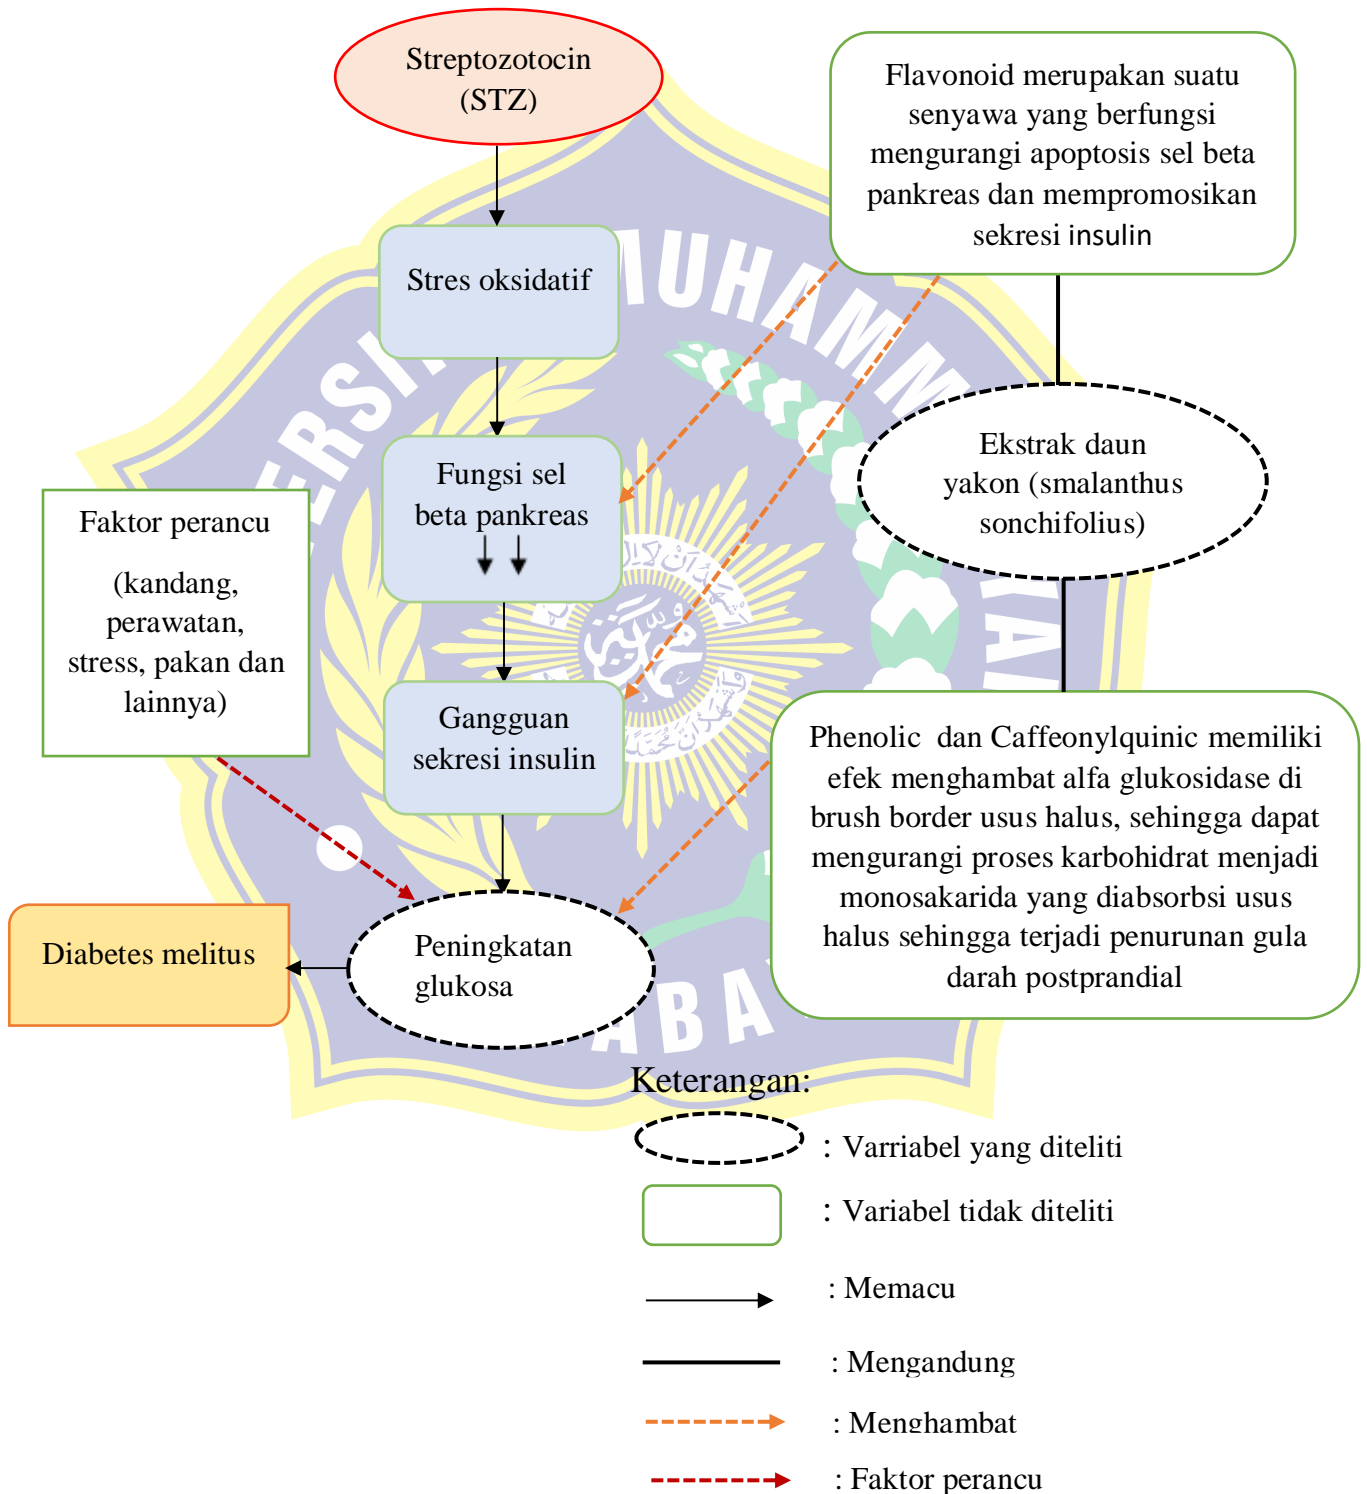 Streptozotocin
(STZ)
Flavonoid merupakan suatu
senyawa yang berfungsi
mengurangi apoptosis sel beta
pankreas dan mempromosikan
sekresi insulin
Stres oksidatif
Fungsi sel
beta pankreas
Ekstrak daun
yakon (smalanthus
sonchifolius)
Faktor perancu
(kandang,
perawatan,
stress, pakan dan
lainnya)
Gangguan
sekresi insulin
Phenolic dan Caffeonylquinic memiliki
efek menghambat alfa glukosidase di
brush border usus halus, sehingga dapat
mengurangi proses karbohidrat menjadi
monosakarida yang diabsorbsi usus
halus sehingga terjadi penurunan gula
darah postprandial
Diabetes melitus
Peningkatan
glukosa
Keterangan:
: Varriabel yang diteliti
: Variabel tidak diteliti
: Memacu
: Mengandung
: Menghambat
: Faktor perancu